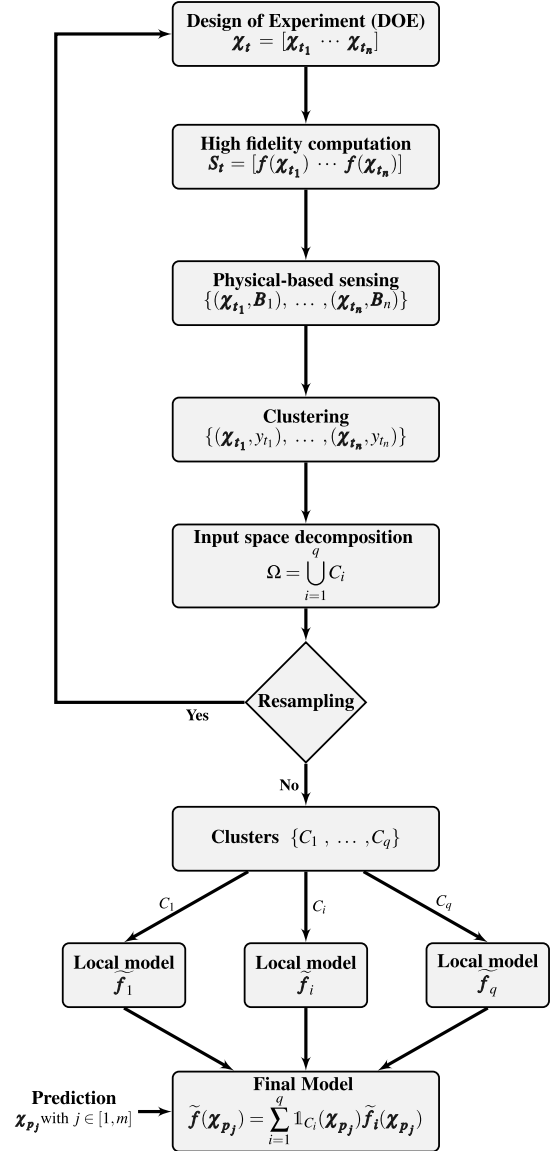 Design of Experiment (DOE)
𝝌_t = [𝝌_{t_1} ⋯ 𝝌_{t_n}]
High fidelity computation
𝑺_t = [𝒇(𝝌_{t_1}) ⋯ 𝒇(𝝌_{t_n})]
Physical-based sensing
{(𝝌_{t_1}, 𝑩_1), … , (𝝌_{t_n}, 𝑩_n)}
Clustering
{(𝝌_{t_1}, y_{t_1}), … , (𝝌_{t_n}, y_{t_n})}
Input space decomposition
Ω = ⋃_{i=1}^{q} C_i
Resampling
Yes
No
Clusters {C_1 , … , C_q}
C_1
C_i
C_q
Local model
𝒇̃_1
Local model
𝒇̃_i
Local model
𝒇̃_q
Final Model
𝒇̃(𝝌_{p_j}) = ∑_{i=1}^{q} 𝟙_{C_i}(𝝌_{p_j}) 𝒇̃_i(𝝌_{p_j})
Prediction
𝝌_{p_j} with j ∈ [1, m]